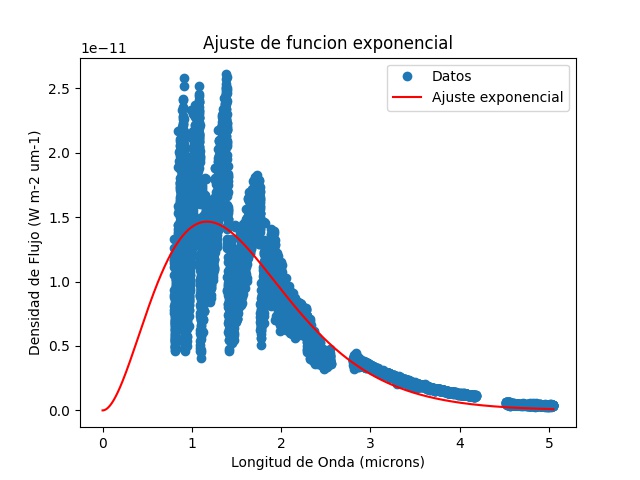 Ajuste de funcion exponencial
1e−11
Datos
Ajuste exponencial
2.5
2.0
1.5
1.0
0.5
0.0
Densidad de Flujo (W m-2 um-1)
0 1 2 3 4 5
Longitud de Onda (microns)